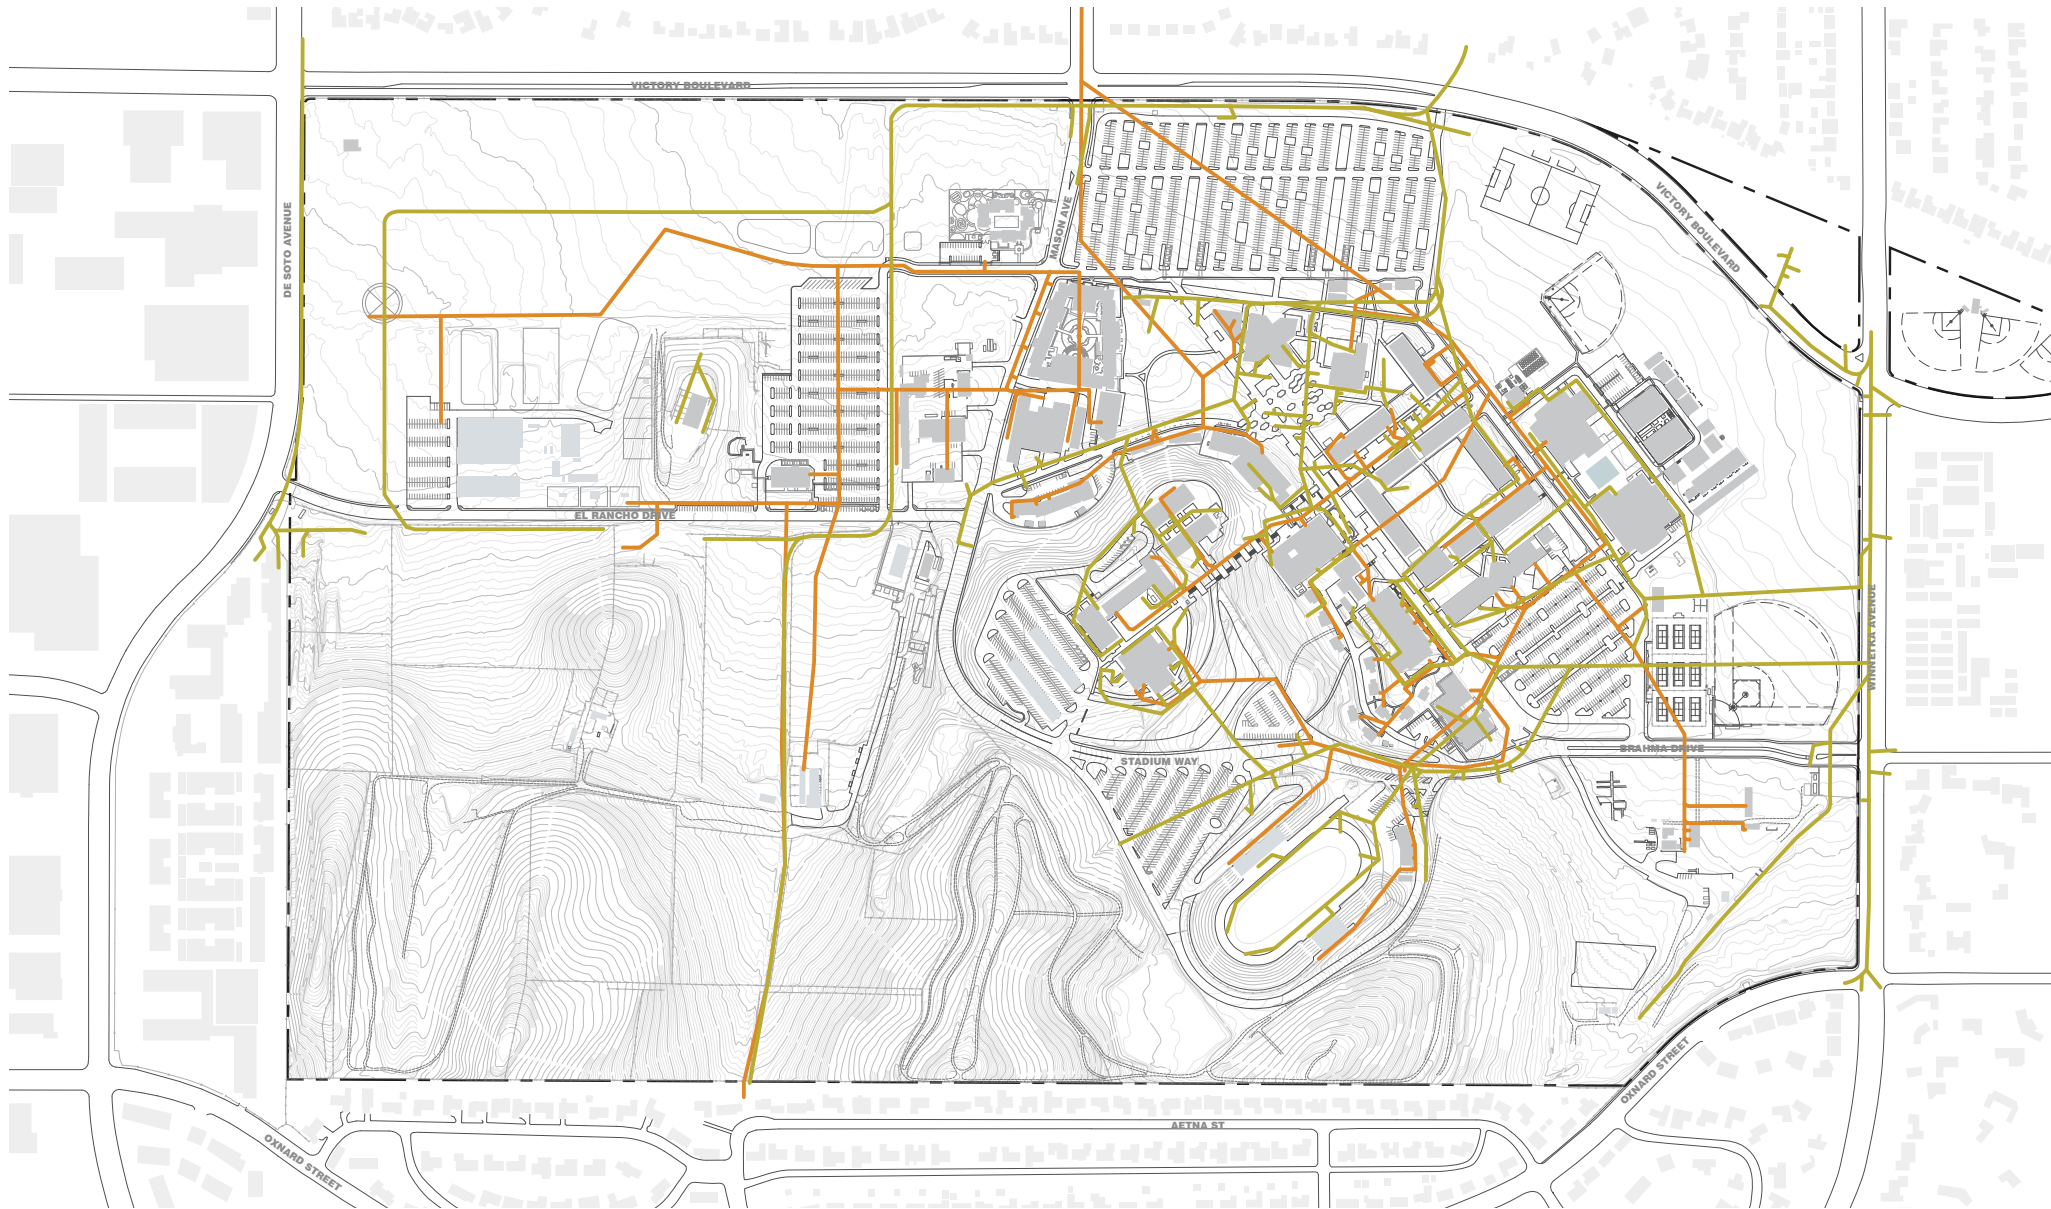 VICTORY BOULEVARD
DE SOTO AVENUE
MASON AVE
VICTORY BOULEVARD
EL RANCHO DRIVE
WINNETKA AVENUE
BRAHMA DRIVE
STADIUM WAY
OXNARD STREET
AETNA ST
OXNARD STREET